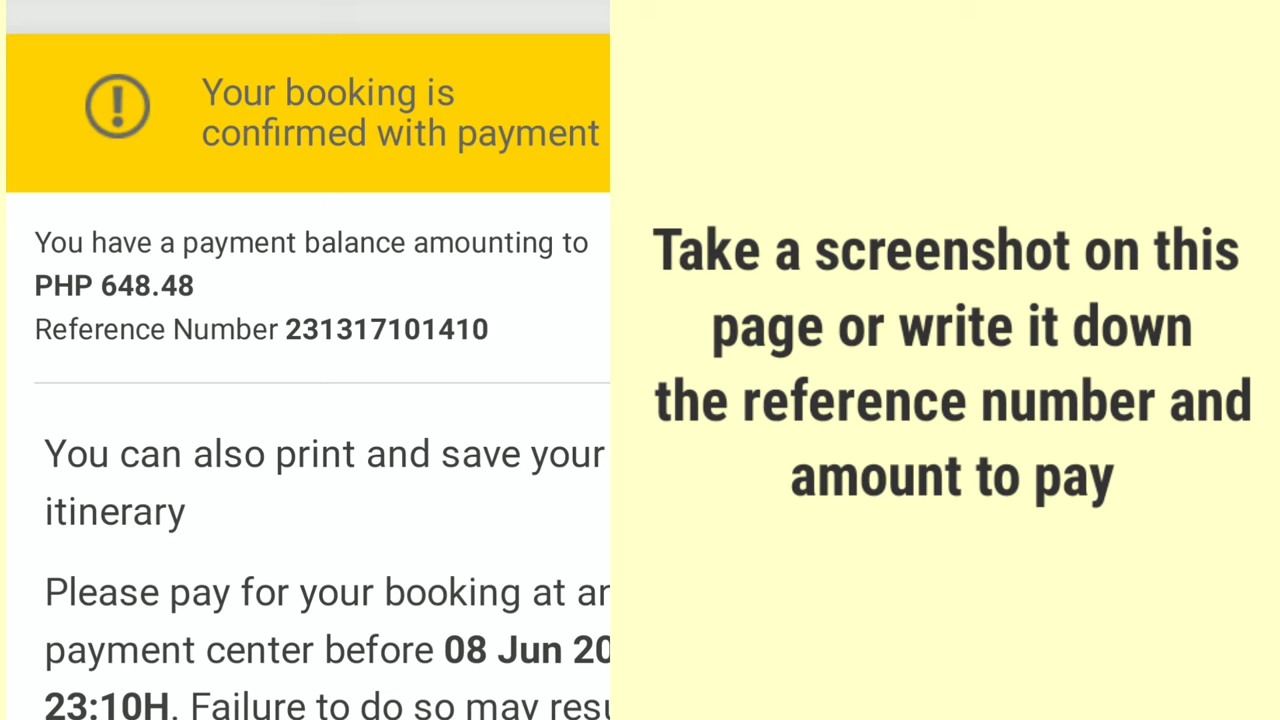 Your booking is
confirmed with payment
You have a payment balance amounting to
PHP 648.48
Reference Number 231317101410
You can also print and save your
itinerary
Please pay for your booking at
payment center before 08 Jun
23:10H. Failure to do so may
Take a screenshot on this
page or write it down
the reference number and
amount to pay